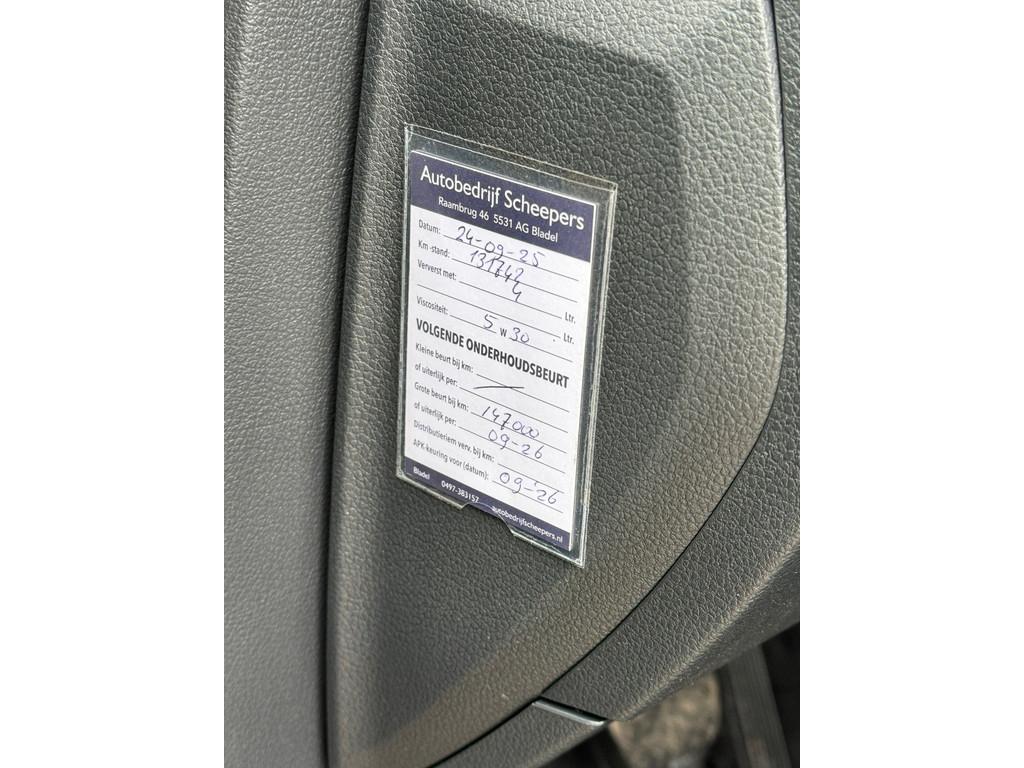 Autobedrijf Scheepers
Raambrug 46 5531 AG Bladel
Datum: 24-09-25
Km-stand: 131742
Ververst met: 4 Ltr.
Ltr.
Viscositeit: 5 W 30
VOLGENDE ONDERHOUDSBEURT
Kleine beurt bij km:
of uiterlijk per:
Grote beurt bij km: 147000
of uiterlijk per: 09-26
Distributieriem verv. bij km:
APK-keuring voor (datum): 09-26
Bladel 0497-383157 autobedrijfscheepers.nl